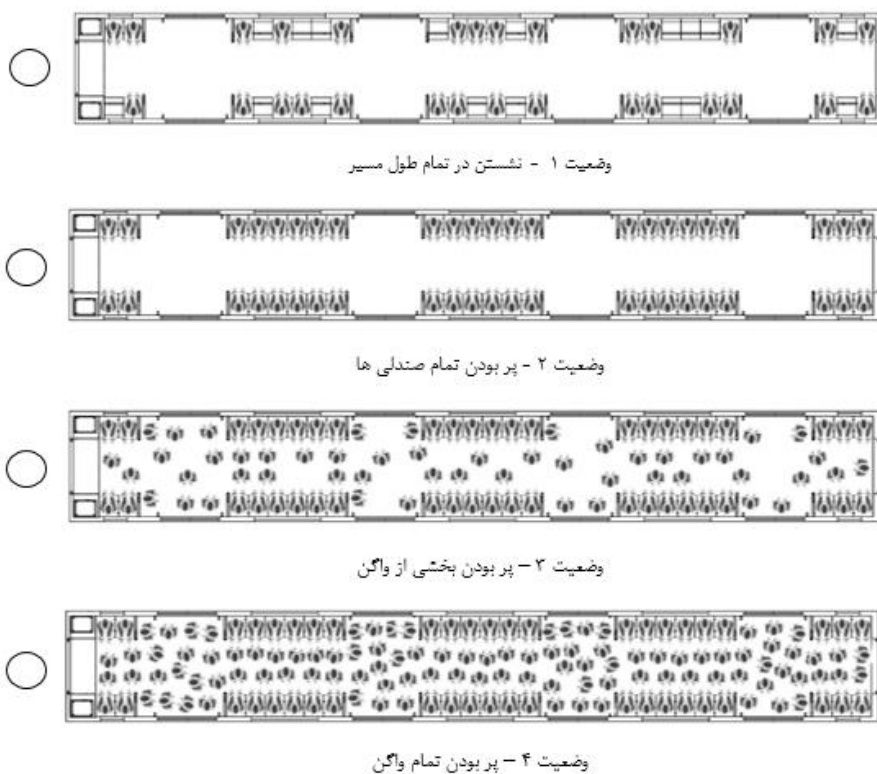 وضعیت ۱ - نشستن در تمام طول مسیر
وضعیت ۲ - پر بودن تمام صندلی ها
وضعیت ۳ – پر بودن بخشی از واگن
وضعیت ۴ – پر بودن تمام واگن